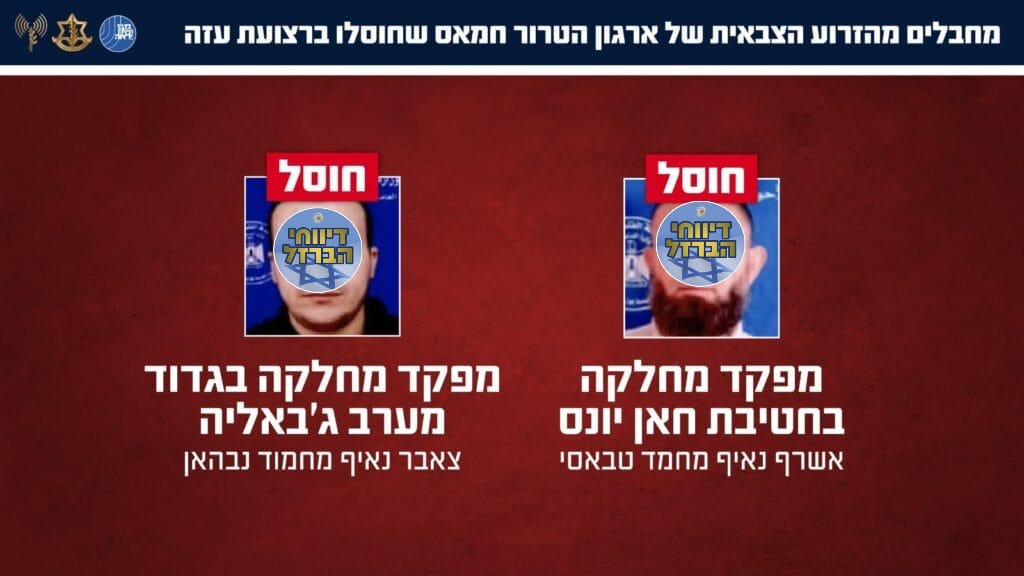 מחבלים מהזרוע הצבאית של ארגון הטרור חמאס שחוסלו ברצועת עזה
חוסל
דיווחי
הברזל
מפקד מחלקה
בחטיבת חאן יונס
אשרף נאיף מחמד טבאסי
חוסל
דיווחי
הברזל
מפקד מחלקה בגדוד
מערב ג'באליה
צאבר נאיף מחמוד נבהאן